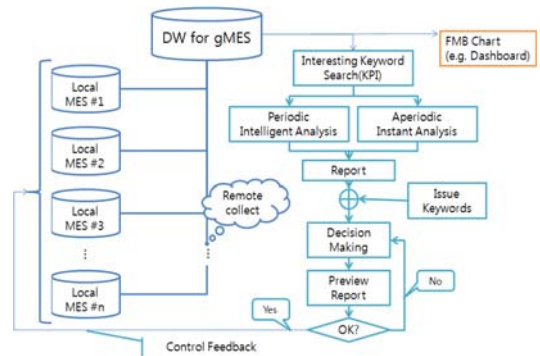 DW for gMES
FMB Chart
(e.g. Dashboard)
Interesting Keyword
Search(KPI)
Local
MES #1
Periodic
Intelligent Analysis
Aperiodic
Instant Analysis
Local
MES #2
Report
Remote
collect
Issue
Keywords
Local
MES #3
Decision
Making
...
...
Preview
Report
No
Local
MES #n
Yes
OK?
Control Feedback